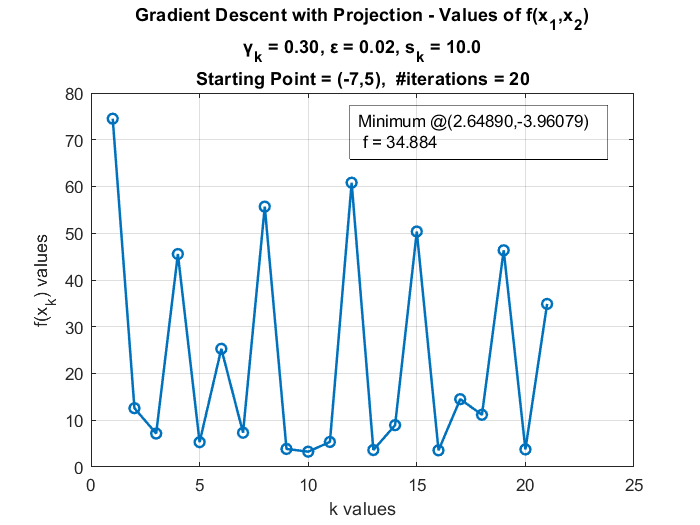 Gradient Descent with Projection - Values of f(x₁,x₂)
γₖ = 0.30, ε = 0.02, sₖ = 10.0
Starting Point = (-7,5),  #iterations = 20
Minimum @(2.64890,-3.96079)
f = 34.884
80
70
60
50
40
30
20
10
0
f(xₖ) values
0 5 10 15 20 25
k values